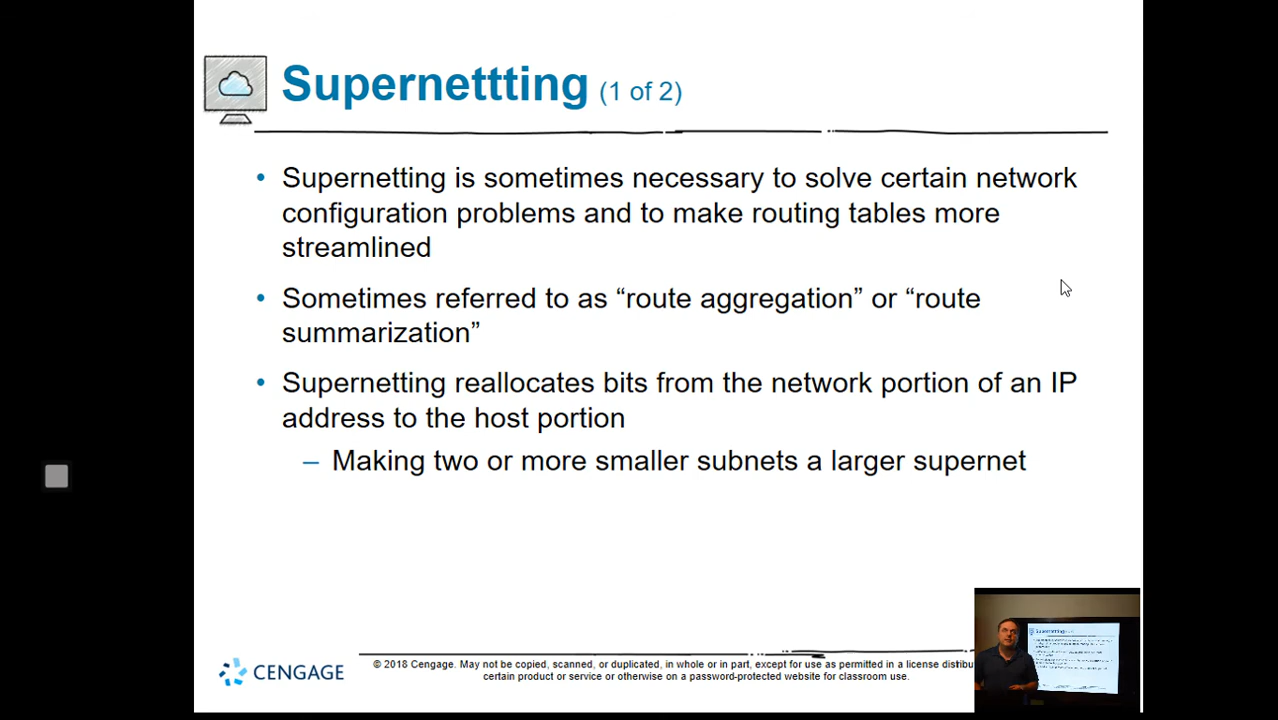 Supernettting (1 of 2)
• Supernetting is sometimes necessary to solve certain network
configuration problems and to make routing tables more
streamlined
• Sometimes referred to as “route aggregation” or “route
summarization”
• Supernetting reallocates bits from the network portion of an IP
address to the host portion
– Making two or more smaller subnets a larger supernet
CENGAGE
© 2018 Cengage. May not be copied, scanned, or duplicated, in whole or in part, except for use as permitted in a license
certain product or service or otherwise on a password-protected website for classroom use.